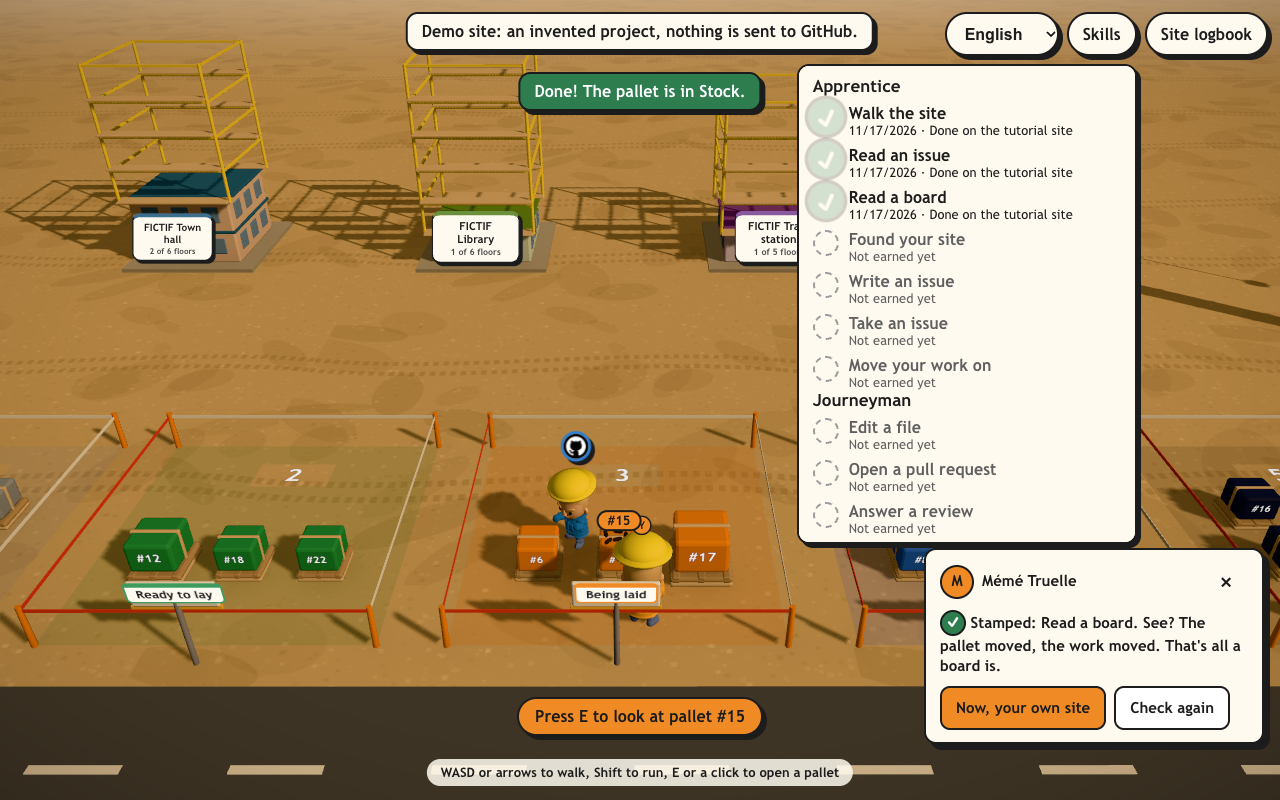 Demo site: an invented project, nothing is sent to GitHub.
English
Skills
Site logbook
Done! The pallet is in Stock.
Apprentice
Walk the site
11/17/2026 · Done on the tutorial site
Read an issue
11/17/2026 · Done on the tutorial site
Read a board
11/17/2026 · Done on the tutorial site
Found your site
Not earned yet
Write an issue
Not earned yet
Take an issue
Not earned yet
Move your work on
Not earned yet
Journeyman
Edit a file
Not earned yet
Open a pull request
Not earned yet
Answer a review
Not earned yet
FICTIF Town
hall
2 of 6 floors
FICTIF
Library
1 of 6 floors
FICTIF
station
1 of 5
2
3
#12
#18
#22
#6
#15
#17
#16
Ready to lay
Being laid
M
Mémé Truelle
Stamped: Read a board. See? The
pallet moved, the work moved. That's all a
board is.
Now, your own site
Check again
Press E to look at pallet #15
WASD or arrows to walk, Shift to run, E or a click to open a pallet